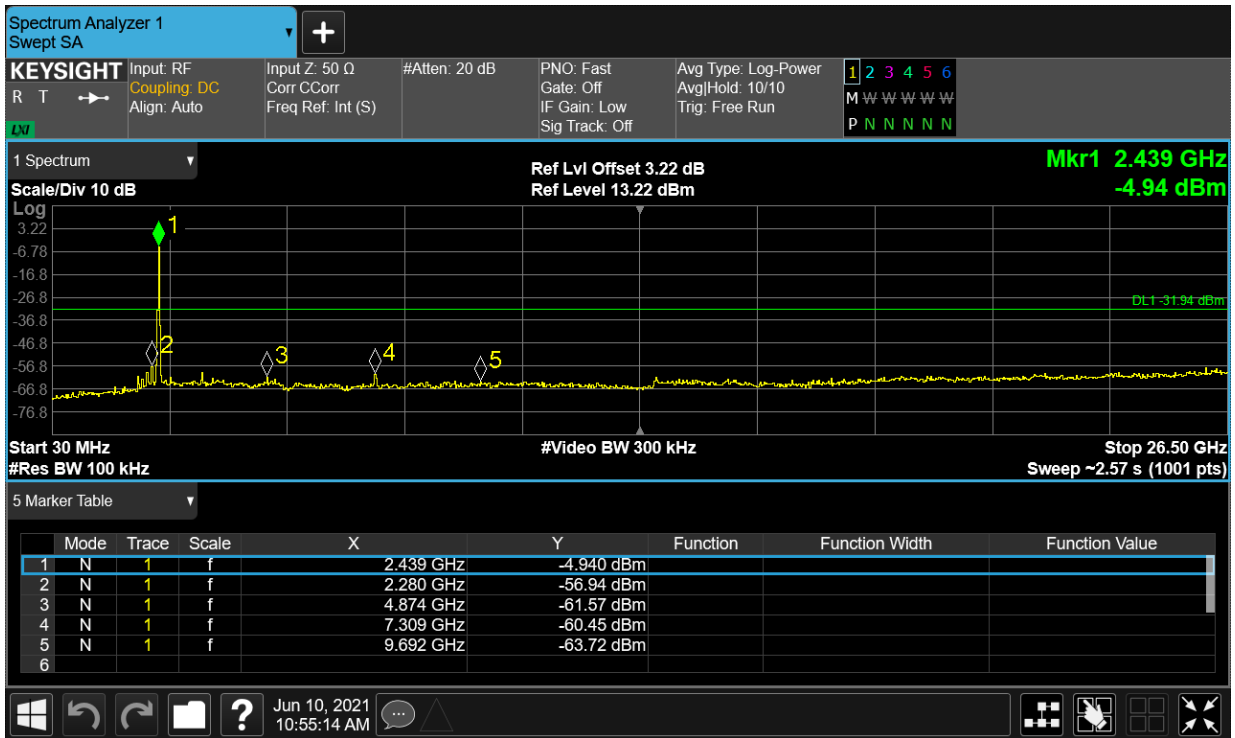 Spectrum Analyzer 1
Swept SA
▼
+
KEYSIGHT
R T
LXI
Input: RF
Coupling: DC
Align: Auto
Input Z: 50 Ω
Corr CCorr
Freq Ref: Int (S)
#Atten: 20 dB
PNO: Fast
Gate: Off
IF Gain: Low
Sig Track: Off
Avg Type: Log-Power
Avg|Hold: 10/10
Trig: Free Run
1 2 3 4 5 6
M W W W W W
P N N N N N
1 Spectrum ▼
Scale/Div 10 dB
Ref Lvl Offset 3.22 dB
Ref Level 13.22 dBm
Mkr1 2.439 GHz
-4.94 dBm
Log
3.22
-6.78
-16.8
-26.8
-36.8
-46.8
-56.8
-66.8
-76.8
1
2
3
4
5
DL1 -31.94 dBm
Start 30 MHz
#Res BW 100 kHz
#Video BW 300 kHz
Stop 26.50 GHz
Sweep ~2.57 s (1001 pts)
5 Marker Table ▼
Mode Trace Scale X Y Function Function Width Function Value
1 N 1 f 2.439 GHz -4.940 dBm
2 N 1 f 2.280 GHz -56.94 dBm
3 N 1 f 4.874 GHz -61.57 dBm
4 N 1 f 7.309 GHz -60.45 dBm
5 N 1 f 9.692 GHz -63.72 dBm
6
?
Jun 10, 2021
10:55:14 AM